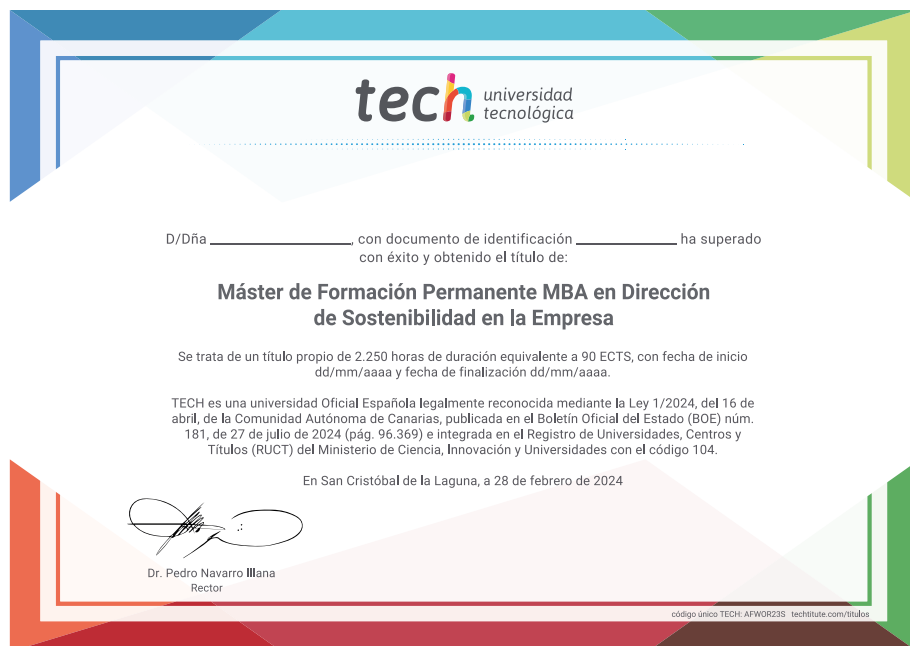 tech universidad
tecnológica
D/Dña ______________, con documento de identificación __________ ha superado
con éxito y obtenido el título de:
Máster de Formación Permanente MBA en Dirección
de Sostenibilidad en la Empresa
Se trata de un título propio de 2.250 horas de duración equivalente a 90 ECTS, con fecha de inicio
dd/mm/aaaa y fecha de finalización dd/mm/aaaa.
TECH es una universidad Oficial Española legalmente reconocida mediante la Ley 1/2024, del 16 de
abril, de la Comunidad Autónoma de Canarias, publicada en el Boletín Oficial del Estado (BOE) núm.
181, de 27 de julio de 2024 (pág. 96.369) e integrada en el Registro de Universidades, Centros y
Títulos (RUCT) del Ministerio de Ciencia, Innovación y Universidades con el código 104.
En San Cristóbal de la Laguna, a 28 de febrero de 2024
Dr. Pedro Navarro Illana
Rector
código único TECH: AFWOR23S techtitute.com/titulos